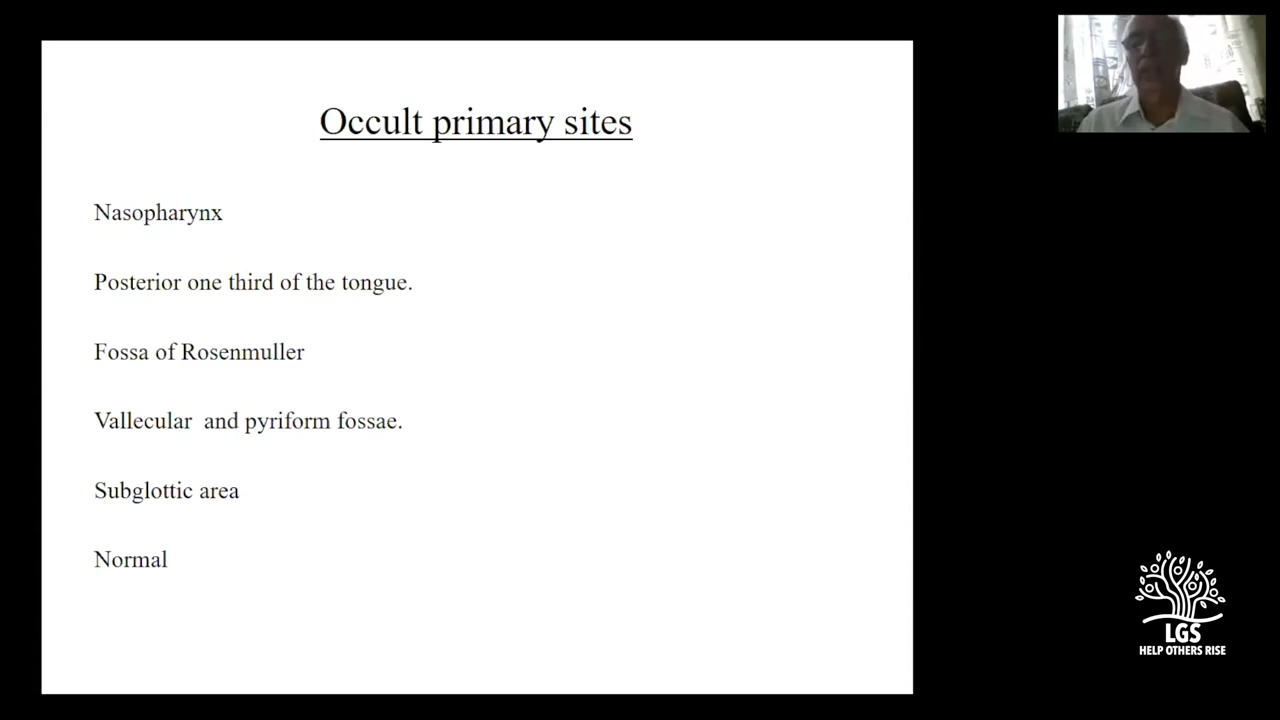 Occult primary sites
Nasopharynx
Posterior one third of the tongue.
Fossa of Rosenmuller
Vallecular and pyriform fossae.
Subglottic area
Normal
LGS
HELP OTHERS RISE